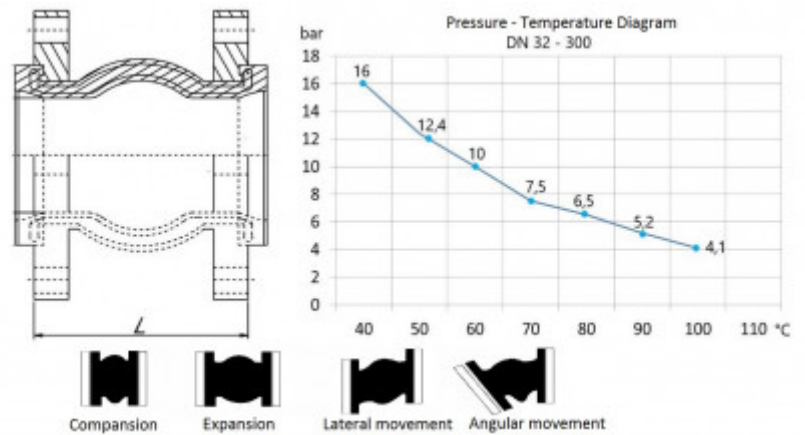 Pressure - Temperature Diagram
DN 32 - 300
bar
18
16
14
12
10
8
6
4
2
0
16
12,4
10
7,5
6,5
5,2
4,1
40 50 60 70 80 90 100 110 °C
L
Compansion Expansion Lateral movement Angular movement